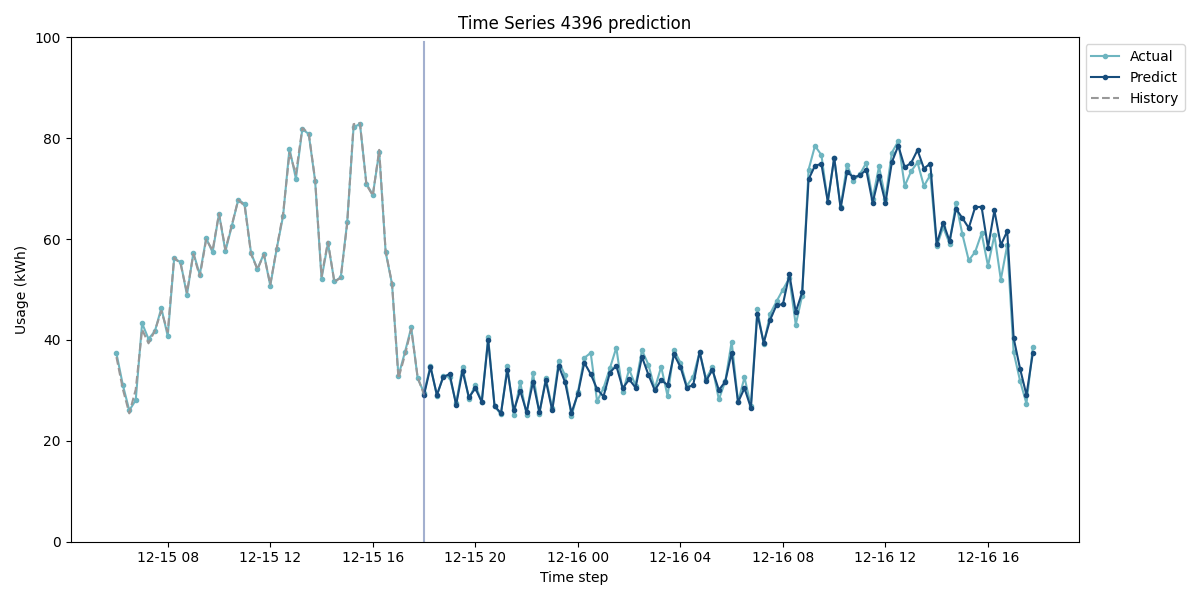 Time Series 4396 prediction
100
80
60
40
20
0
Usage (kWh)
12-15 08
12-15 12
12-15 16
12-15 20
12-16 00
12-16 04
12-16 08
12-16 12
12-16 16
Time step
Actual
Predict
History